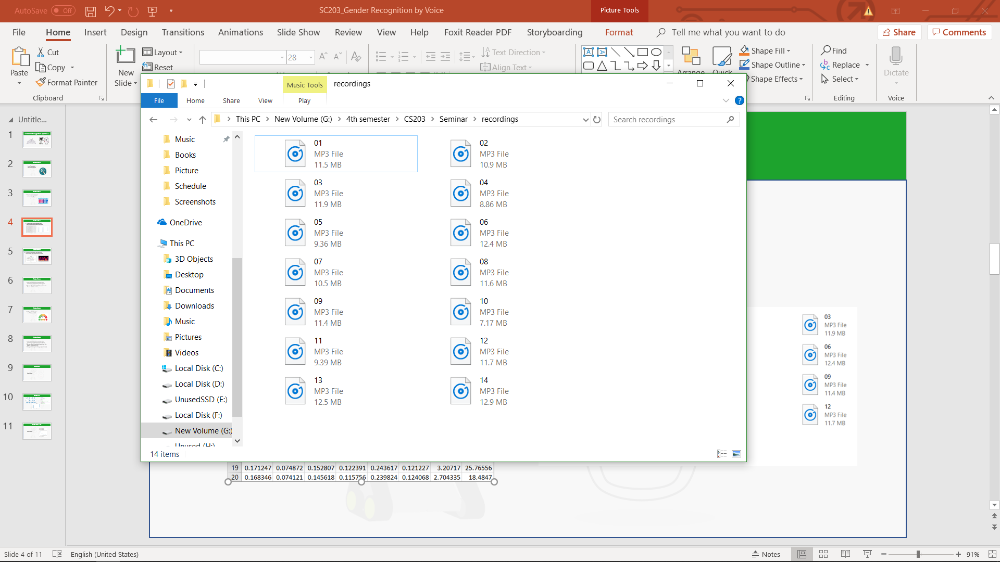 AutoSave Off
SC203_Gender Recognition by Voice
Picture Tools
File Home Insert Design Transitions Animations Slide Show Review View Help Foxit Reader PDF Storyboarding Format Tell me what you want to do Share Comments
Paste
Cut
Copy
Format Painter
Clipboard
New
Slide
Layout
Reset
28
Text Direction
Align Text
Arrange
Quick
Shape Fill
Shape Outline
Shape Effects
Find
Replace
Select
Editing
Dictate
Voice
Music Tools recordings
File Home Share View Play
This PC New Volume (G:) 4th semester CS203 Seminar recordings
Search recordings
Music
Books
Picture
Schedule
Screenshots
OneDrive
This PC
3D Objects
Desktop
Documents
Downloads
Music
Pictures
Videos
Local Disk (C:)
Local Disk (D:)
UnusedSSD (E:)
Local Disk (F:)
New Volume (G:)
Unused (H:)
01
MP3 File
11.5 MB
02
MP3 File
10.9 MB
03
MP3 File
11.9 MB
04
MP3 File
8.86 MB
05
MP3 File
9.36 MB
06
MP3 File
12.4 MB
07
MP3 File
10.5 MB
08
MP3 File
11.6 MB
09
MP3 File
11.4 MB
10
MP3 File
7.17 MB
11
MP3 File
9.39 MB
12
MP3 File
11.7 MB
13
MP3 File
12.5 MB
14
MP3 File
12.9 MB
14 items
Untitle...
1
Gender Recognition by Voice
2
3
4
5
6
7
8
9
10
11
03
MP3 File
11.9 MB
06
MP3 File
12.4 MB
09
MP3 File
11.4 MB
12
MP3 File
11.7 MB
19 0.171247 0.074872 0.152807 0.122391 0.243617 0.121227 3.20717 25.76556
20 0.168346 0.074121 0.145618 0.115756 0.239824 0.124068 2.704335 18.4847
Slide 4 of 11 English (United States) Notes 91%